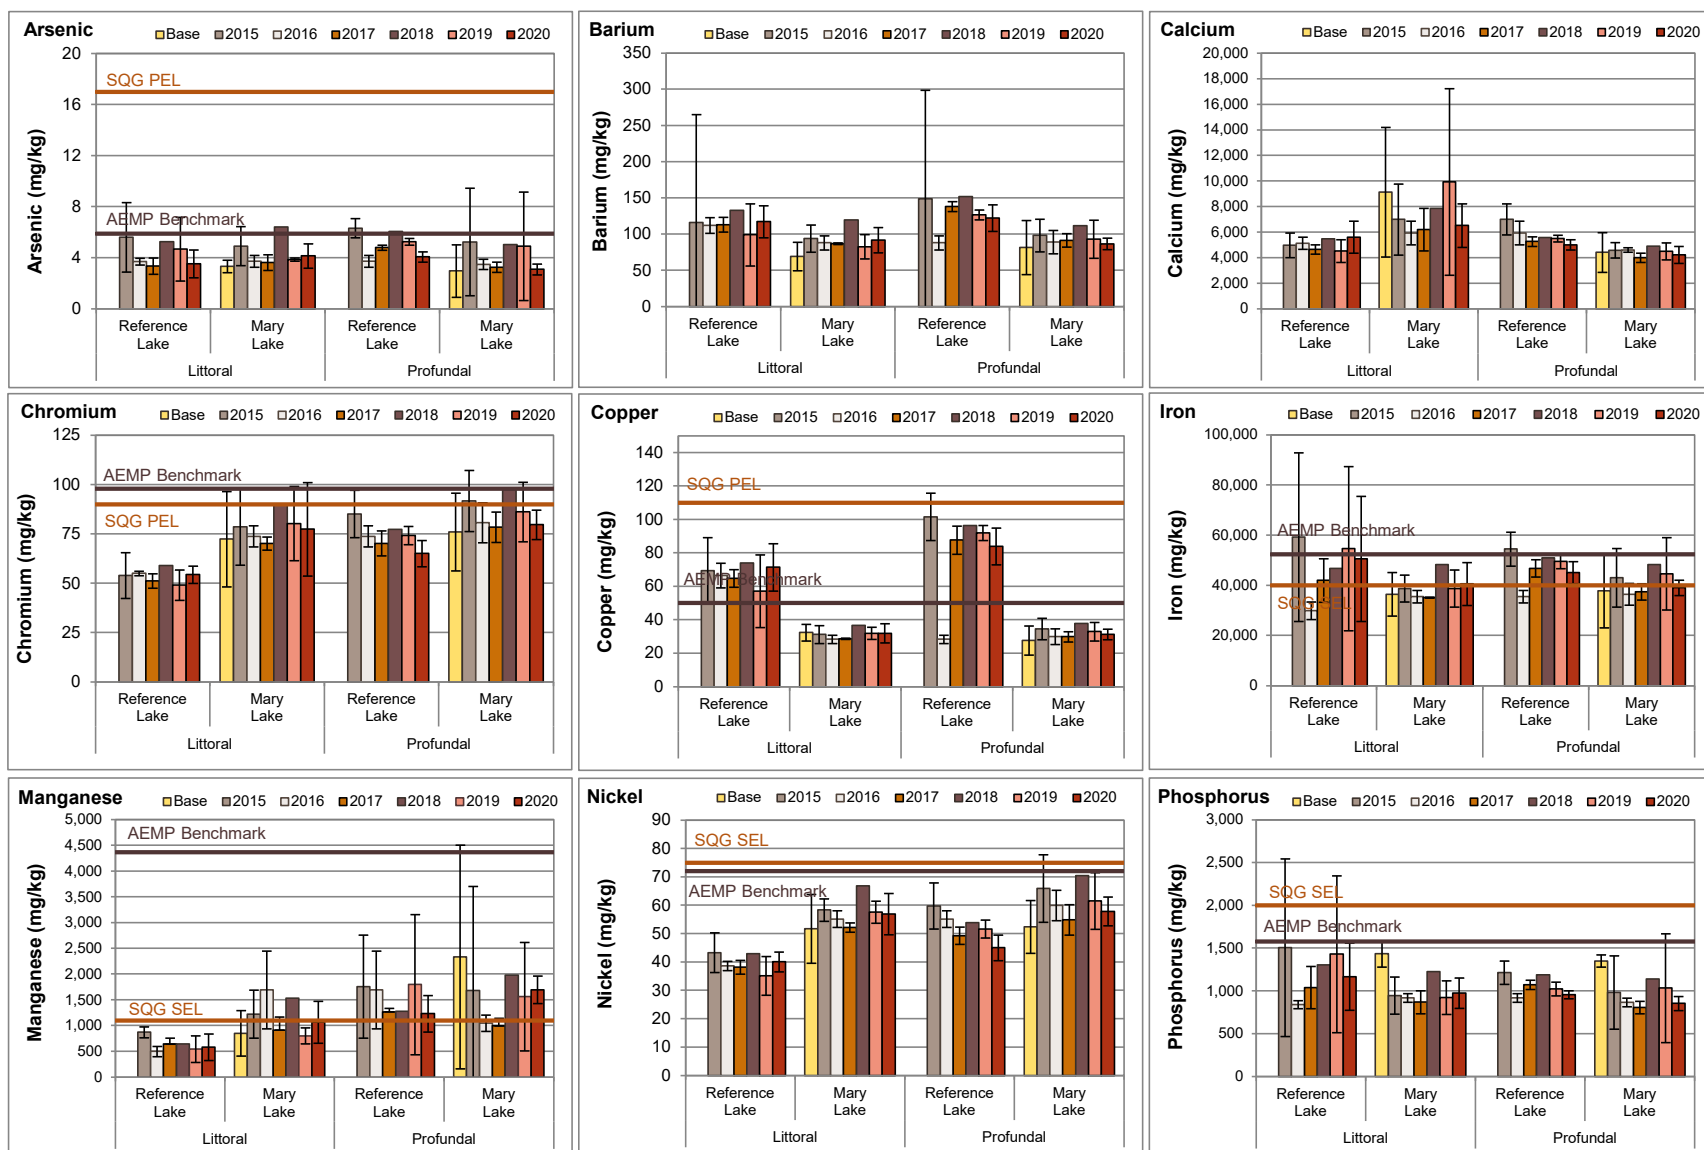 Arsenic
Base 2015 2016 2017 2018 2019 2020
20
18
16
14
12
10
8
6
4
2
0
Arsenic (mg/kg)
SQG PEL
AEMP Benchmark
Reference Lake
Mary Lake
Reference Lake
Mary Lake
Littoral
Profundal
Barium
Base 2015 2016 2017 2018 2019 2020
350
300
250
200
150
100
50
0
Barium (mg/kg)
Reference Lake
Mary Lake
Reference Lake
Mary Lake
Littoral
Profundal
Calcium
Base 2015 2016 2017 2018 2019 2020
20,000
18,000
16,000
14,000
12,000
10,000
8,000
6,000
4,000
2,000
0
Calcium (mg/kg)
Reference Lake
Mary Lake
Reference Lake
Mary Lake
Littoral
Profundal
Chromium
Base 2015 2016 2017 2018 2019 2020
125
100
75
50
25
0
Chromium (mg/kg)
AEMP Benchmark
SQG PEL
Reference Lake
Mary Lake
Reference Lake
Mary Lake
Littoral
Profundal
Copper
Base 2015 2016 2017 2018 2019 2020
140
120
100
80
60
40
20
0
Copper (mg/kg)
SQG PEL
AEMP Benchmark
Reference Lake
Mary Lake
Reference Lake
Mary Lake
Littoral
Profundal
Iron
Base 2015 2016 2017 2018 2019 2020
100,000
80,000
60,000
40,000
20,000
0
Iron (mg/kg)
AEMP Benchmark
SQG SEL
Reference Lake
Mary Lake
Reference Lake
Mary Lake
Littoral
Profundal
Manganese
Base 2015 2016 2017 2018 2019 2020
5,000
4,500
4,000
3,500
3,000
2,500
2,000
1,500
1,000
500
0
Manganese (mg/kg)
AEMP Benchmark
SQG SEL
Reference Lake
Mary Lake
Reference Lake
Mary Lake
Littoral
Profundal
Nickel
Base 2015 2016 2017 2018 2019 2020
90
80
70
60
50
40
30
20
10
0
Nickel (mg/kg)
SQG SEL
AEMP Benchmark
Reference Lake
Mary Lake
Reference Lake
Mary Lake
Littoral
Profundal
Phosphorus
Base 2015 2016 2017 2018 2019 2020
3,000
2,500
2,000
1,500
1,000
500
0
Phosphorus (mg/kg)
SQG SEL
AEMP Benchmark
Reference Lake
Mary Lake
Reference Lake
Mary Lake
Littoral
Profundal